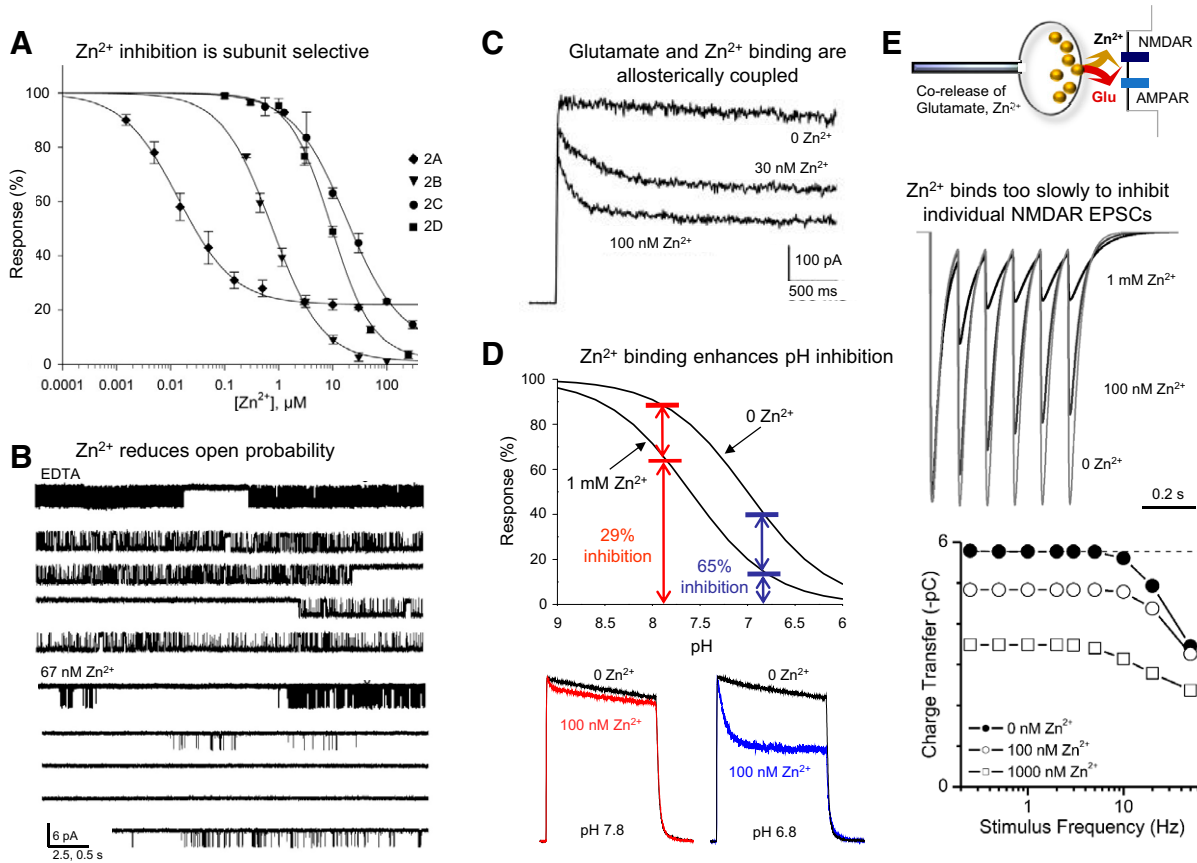 A
Zn²⁺ inhibition is subunit selective
100
80
60
40
20
0
Response (%)
2A
2B
2C
2D
0.0001
0.001
0.01
0.1
1
10
100
[Zn²⁺], µM
B
Zn²⁺ reduces open probability
EDTA
67 nM Zn²⁺
6 pA
2.5, 0.5 s
C
Glutamate and Zn²⁺ binding are
allosterically coupled
0 Zn²⁺
30 nM Zn²⁺
100 nM Zn²⁺
100 pA
500 ms
D
Zn²⁺ binding enhances pH inhibition
100
80
60
40
20
0
Response (%)
0 Zn²⁺
1 mM Zn²⁺
29%
inhibition
65%
inhibition
9
8.5
8
7.5
7
6.5
6
pH
0 Zn²⁺
100 nM Zn²⁺
pH 7.8
0 Zn²⁺
100 nM Zn²⁺
pH 6.8
E
Zn²⁺
NMDAR
Co-release of
Glutamate, Zn²⁺
Glu
AMPAR
Zn²⁺ binds too slowly to inhibit
individual NMDAR EPSCs
1 mM Zn²⁺
100 nM Zn²⁺
0 Zn²⁺
0.2 s
6
0
Charge Transfer (-pC)
0 nM Zn²⁺
100 nM Zn²⁺
1000 nM Zn²⁺
1
10
Stimulus Frequency (Hz)